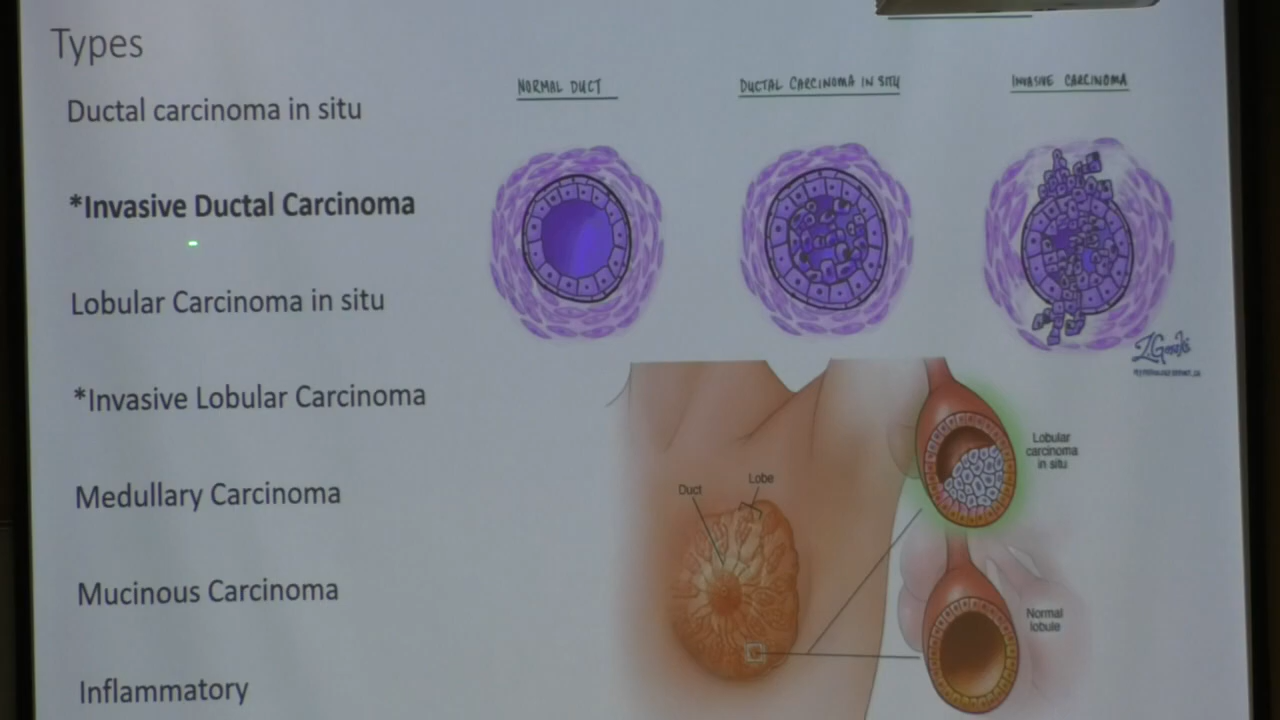 Types
Ductal carcinoma in situ
*Invasive Ductal Carcinoma
Lobular Carcinoma in situ
*Invasive Lobular Carcinoma
Medullary Carcinoma
Mucinous Carcinoma
Inflammatory
NORMAL DUCT
DUCTAL CARCINOMA IN SITU
INVASIVE CARCINOMA
Duct
Lobe
Lobular
carcinoma
in situ
Normal
lobule